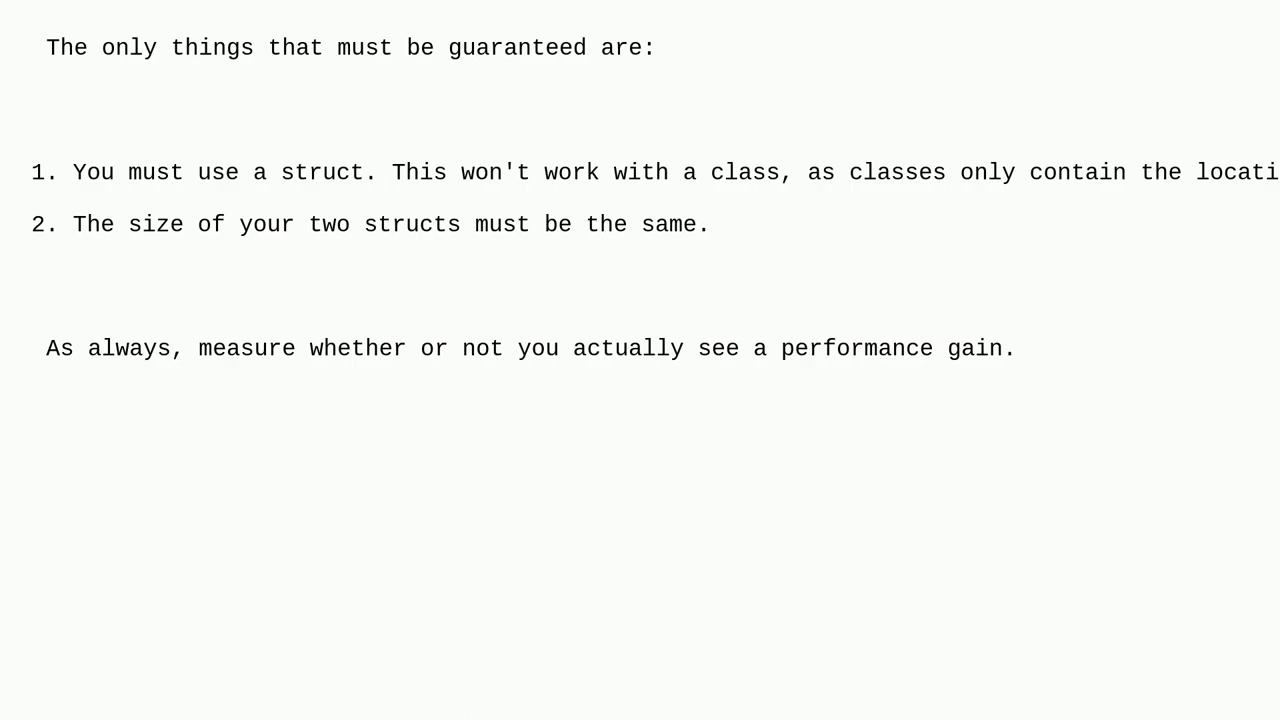 The only things that must be guaranteed are:
1. You must use a struct. This won't work with a class, as classes only contain the locati
2. The size of your two structs must be the same.
As always, measure whether or not you actually see a performance gain.